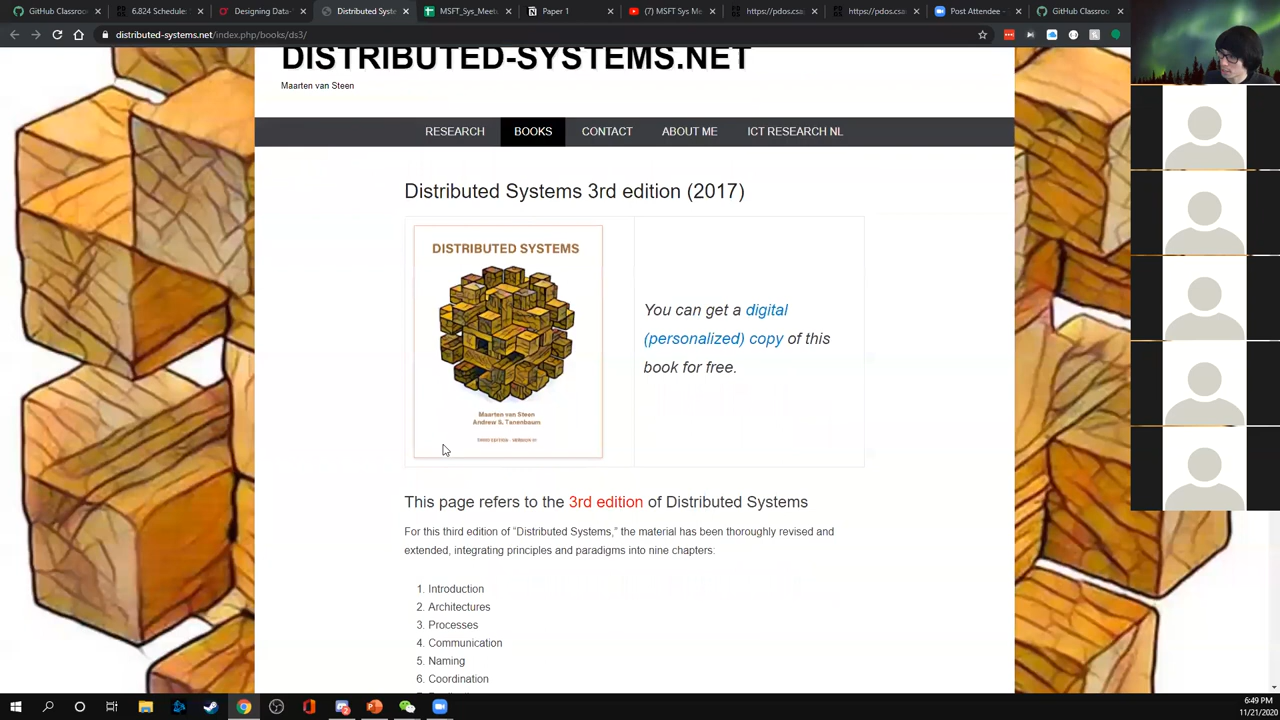 GitHub Classroo
6.824 Schedule:
Designing Data-
Distributed Syste
MSFT_Sys_Meetu
Paper 1
(7) MSFT Sys Me
https://pdos.csa
https://pdos.csa
Post Attendee -
GitHub Classroo
distributed-systems.net/index.php/books/ds3/
DISTRIBUTED-SYSTEMS.NET
Maarten van Steen
RESEARCH BOOKS CONTACT ABOUT ME ICT RESEARCH NL
Distributed Systems 3rd edition (2017)
DISTRIBUTED SYSTEMS
Maarten van Steen
Andrew S. Tanenbaum
You can get a digital
(personalized) copy of this
book for free.
This page refers to the 3rd edition of Distributed Systems
For this third edition of “Distributed Systems,” the material has been thoroughly revised and
extended, integrating principles and paradigms into nine chapters:
1. Introduction
2. Architectures
3. Processes
4. Communication
5. Naming
6. Coordination
6:49 PM
11/21/2020